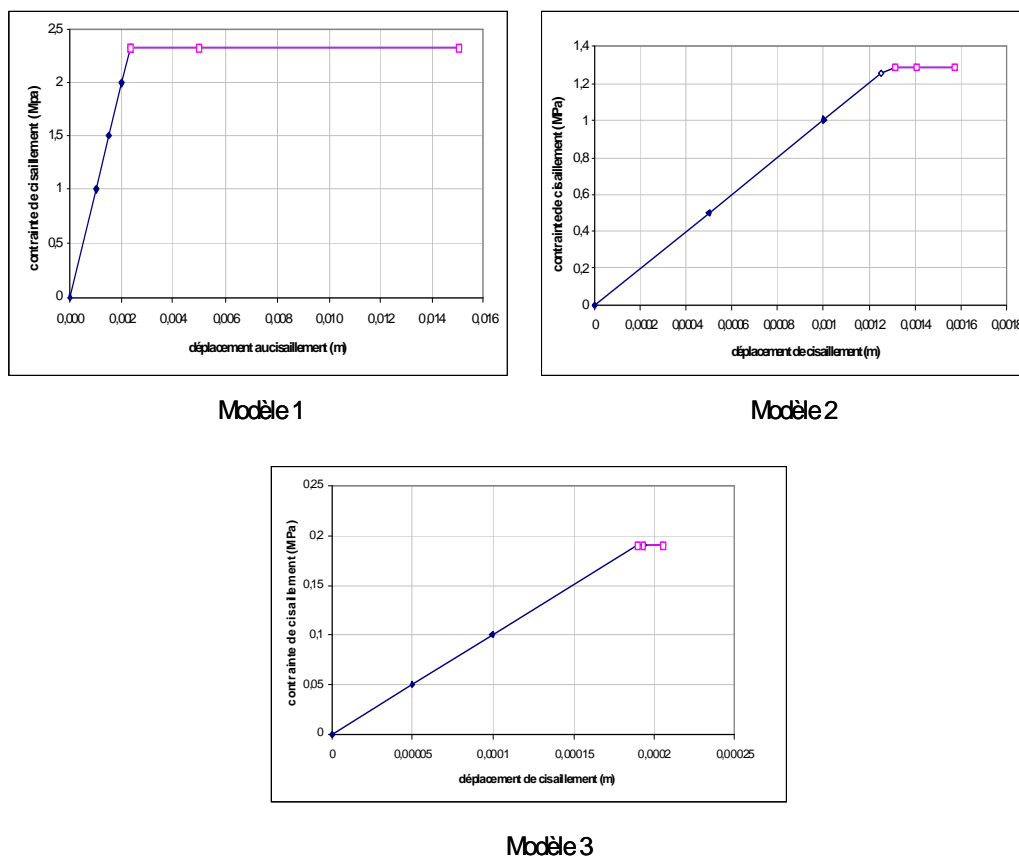 2,5
2
1,5
1
0,5
0
0,000 0,002 0,004 0,006 0,008 0,010 0,012 0,014 0,016
contrainte de cisaillement (Mpa)
déplacement au cisaillement (m)
Modèle 1
1,4
1,2
1
0,8
0,6
0,4
0,2
0
0 0,0002 0,0004 0,0006 0,0008 0,001 0,0012 0,0014 0,0016 0,0018
contrainte de cisaillement (MPa)
déplacement de cisaillement (m)
Modèle 2
0,25
0,2
0,15
0,1
0,05
0
0 0,00005 0,0001 0,00015 0,0002 0,00025
contrainte de cisaillement (MPa)
déplacement de cisaillement (m)
Modèle 3